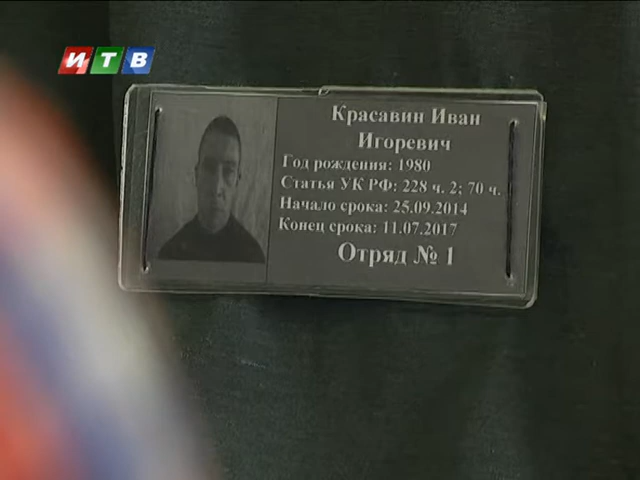 ИТВ
Красавин Иван
Игоревич
Год рождения: 1980
Статья УК РФ: 228 ч. 2; 70 ч.
Начало срока: 25.09.2014
Конец срока: 11.07.2017
Отряд № 1